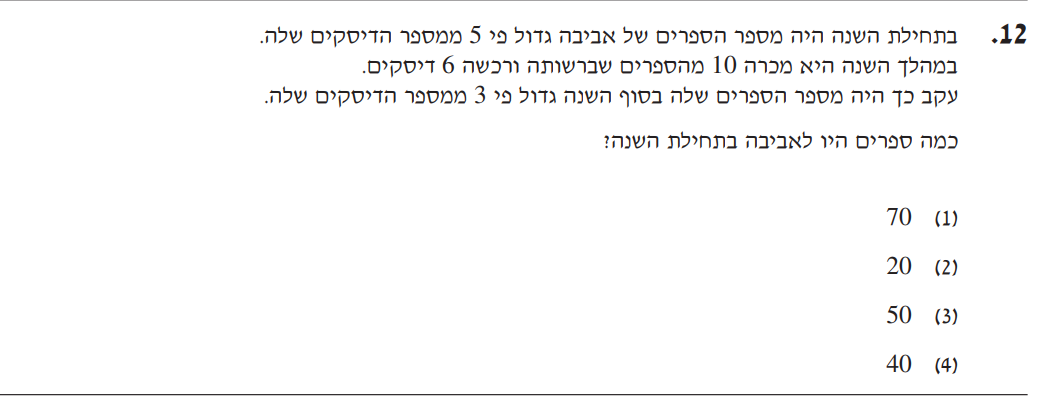 12. בתחילת השנה היה מספר הספרים של אביבה גדול פי 5 ממספר הדיסקים שלה.
במהלך השנה היא מכרה 10 מהספרים שברשותה ורכשה 6 דיסקים.
עקב כך היה מספר הספרים שלה בסוף השנה גדול פי 3 ממספר הדיסקים שלה.
כמה ספרים היו לאביבה בתחילת השנה?
(1) 70
(2) 20
(3) 50
(4) 40